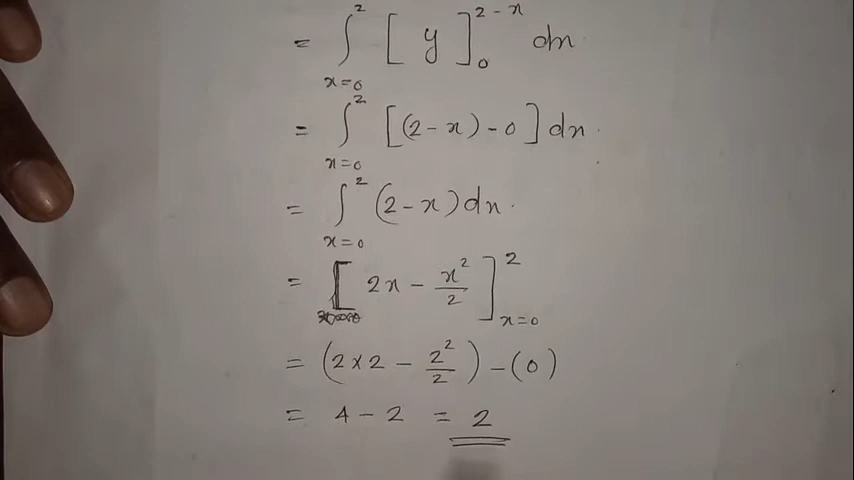 = ∫_{x=0}^{2} [ y ]_{0}^{2-x} dx
= ∫_{x=0}^{2} [(2-x)-0] dx
= ∫_{x=0}^{2} (2-x) dx.
= [ 2x - x²/2 ]_{x=0}^{2}
= (2×2 - 2²/2) - (0)
= 4 - 2 = 2